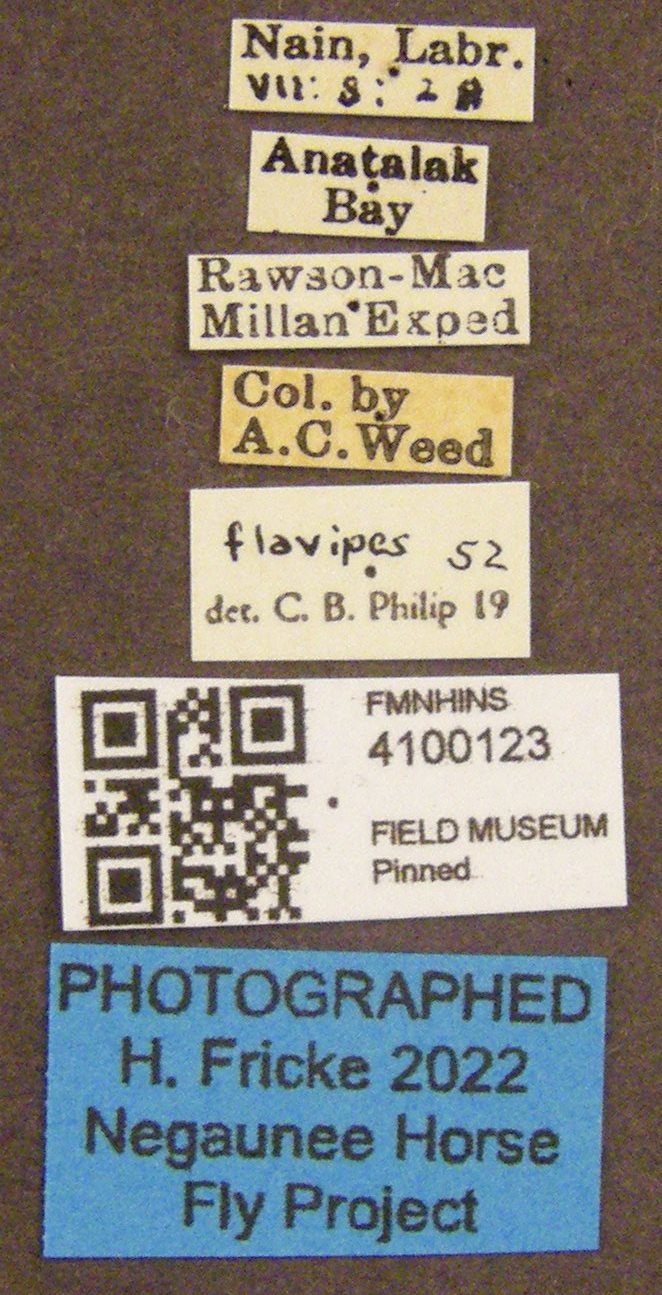 Nain, Labr.
VII: 8: 28
Anatalak
Bay
Rawson-Mac
Millan Exped
Col. by
A.C.Weed
flavipes 52
det. C. B. Philip 19
FMNHINS
4100123
FIELD MUSEUM
Pinned
PHOTOGRAPHED
H. Fricke 2022
Negaunee Horse
Fly Project